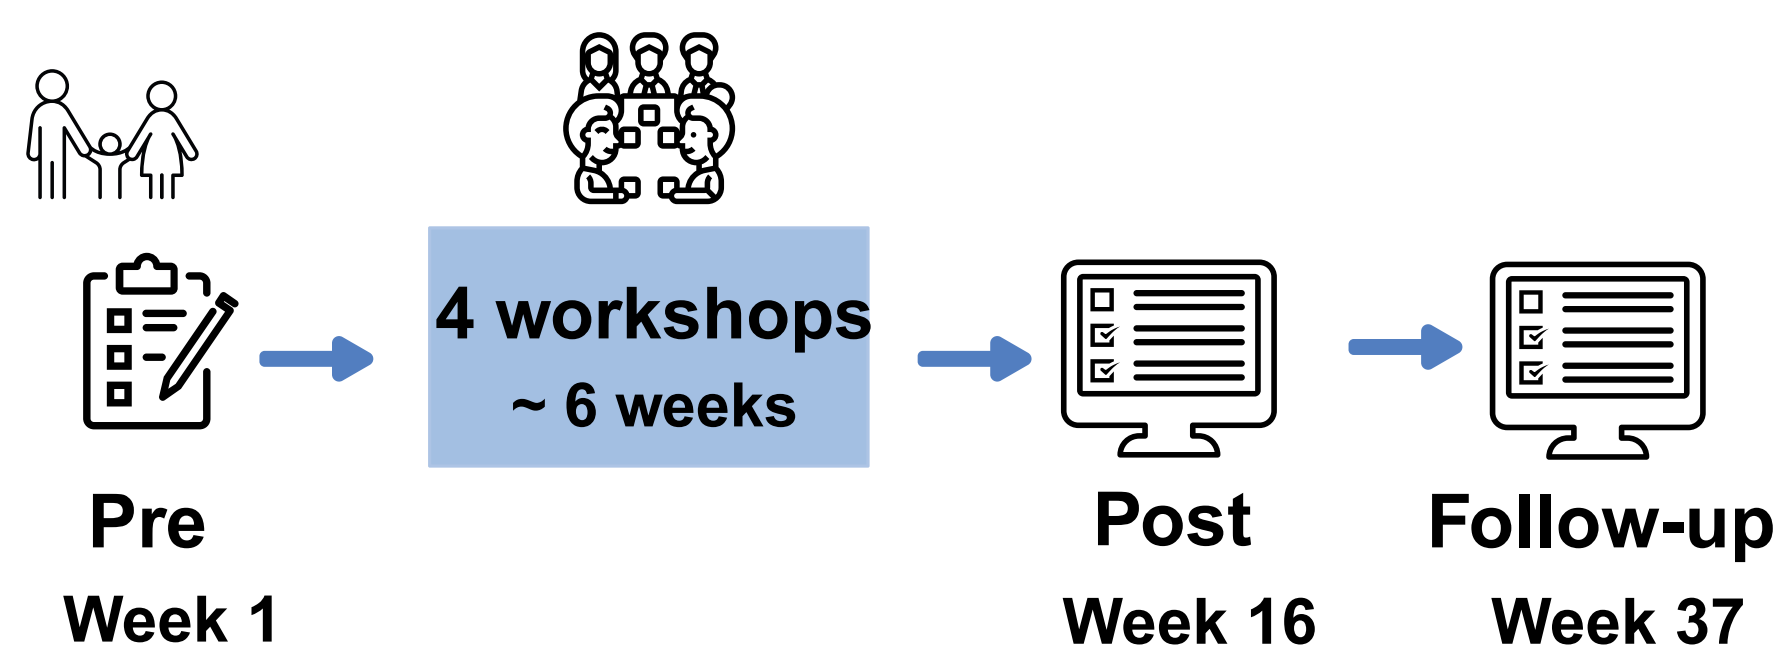 4 workshops
~ 6 weeks
Pre
Week 1
Post
Week 16
Follow-up
Week 37